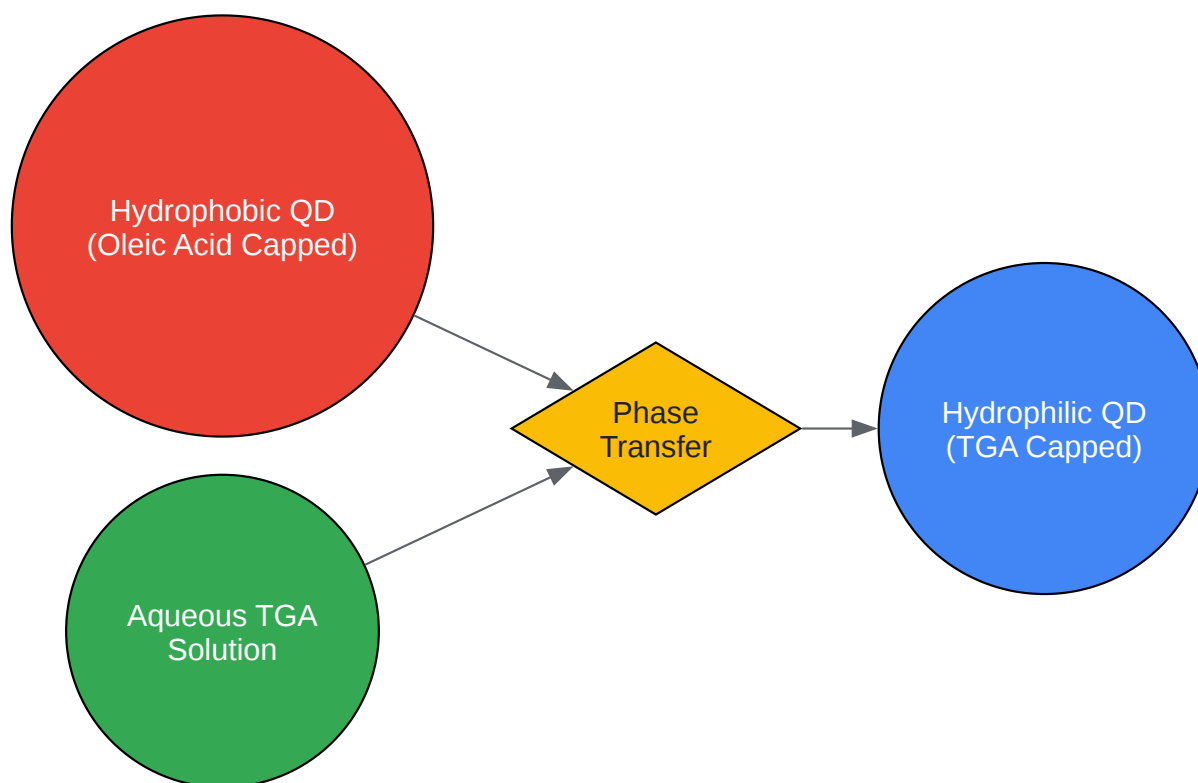 Hydrophobic QD
(Oleic Acid Capped)
Phase
Transfer
Hydrophilic QD
(TGA Capped)
Aqueous TGA
Solution